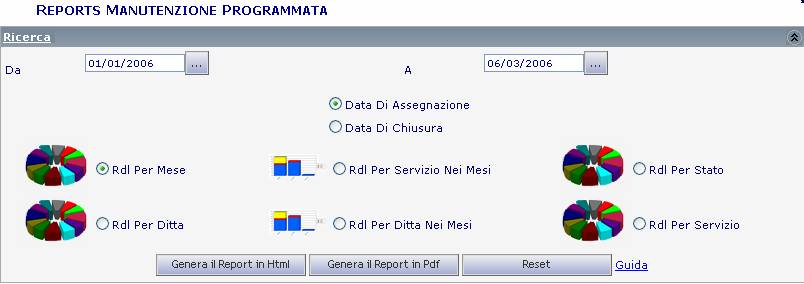 REPORTS MANUTENZIONE PROGRAMMATA
Ricerca
Da 01/01/2006 ... A 06/03/2006 ...
Data Di Assegnazione
Data Di Chiusura
Rdl Per Mese Rdl Per Servizio Nei Mesi Rdl Per Stato
Rdl Per Ditta Rdl Per Ditta Nei Mesi Rdl Per Servizio
Genera il Report in Html Genera il Report in Pdf Reset Guida